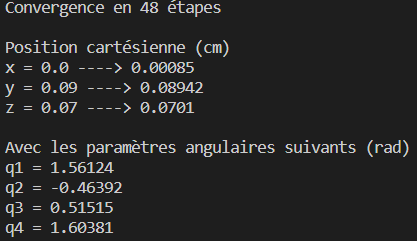 Convergence en 48 étapes
Position cartésienne (cm)
x = 0.0 ----> 0.00085
y = 0.09 ----> 0.08942
z = 0.07 ----> 0.0701
Avec les paramètres angulaires suivants (rad)
q1 = 1.56124
q2 = -0.46392
q3 = 0.51515
q4 = 1.60381